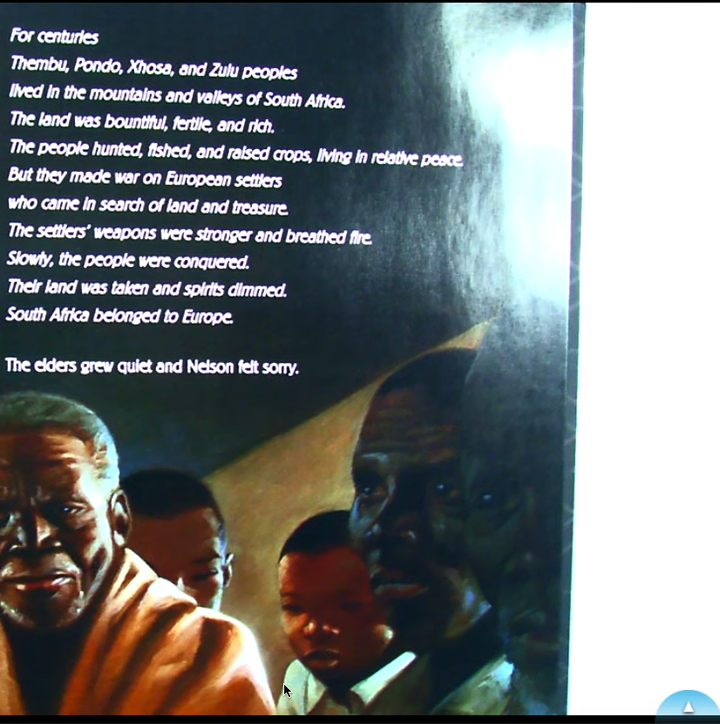 For centuries
Thembu, Pondo, Xhosa, and Zulu peoples
lived in the mountains and valleys of South Africa.
The land was bountiful, fertile, and rich.
The people hunted, fished, and raised crops, living in relative peace.
But they made war on European settlers
who came in search of land and treasure.
The settlers' weapons were stronger and breathed fire.
Slowly, the people were conquered.
Their land was taken and spirits dimmed.
South Africa belonged to Europe.
The elders grew quiet and Nelson felt sorry.